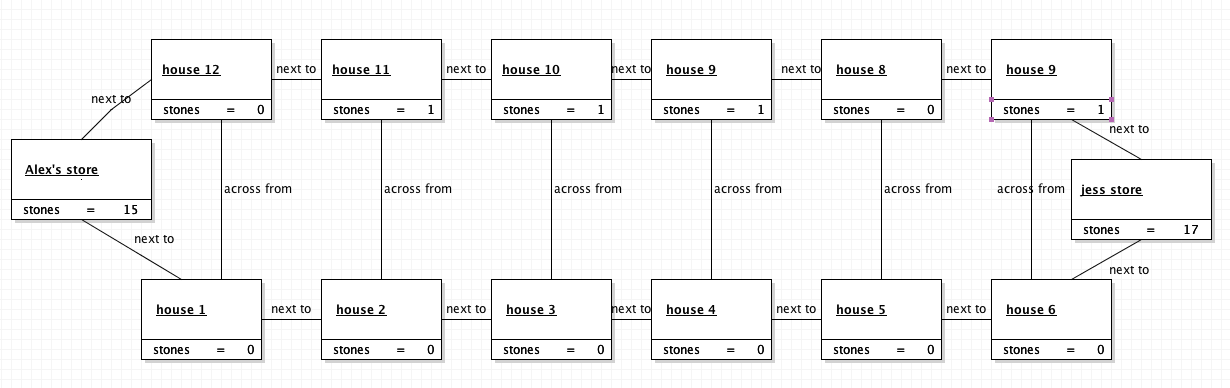 house 12
stones = 0
next to
house 11
stones = 1
next to
house 10
stones = 1
next to
house 9
stones = 1
next to
house 8
stones = 0
next to
house 9
stones = 1
next to
next to
Alex's store
stones = 15
across from
across from
across from
across from
across from
across from
jess store
stones = 17
next to
next to
house 1
stones = 0
next to
house 2
stones = 0
next to
house 3
stones = 0
next to
house 4
stones = 0
next to
house 5
stones = 0
next to
house 6
stones = 0